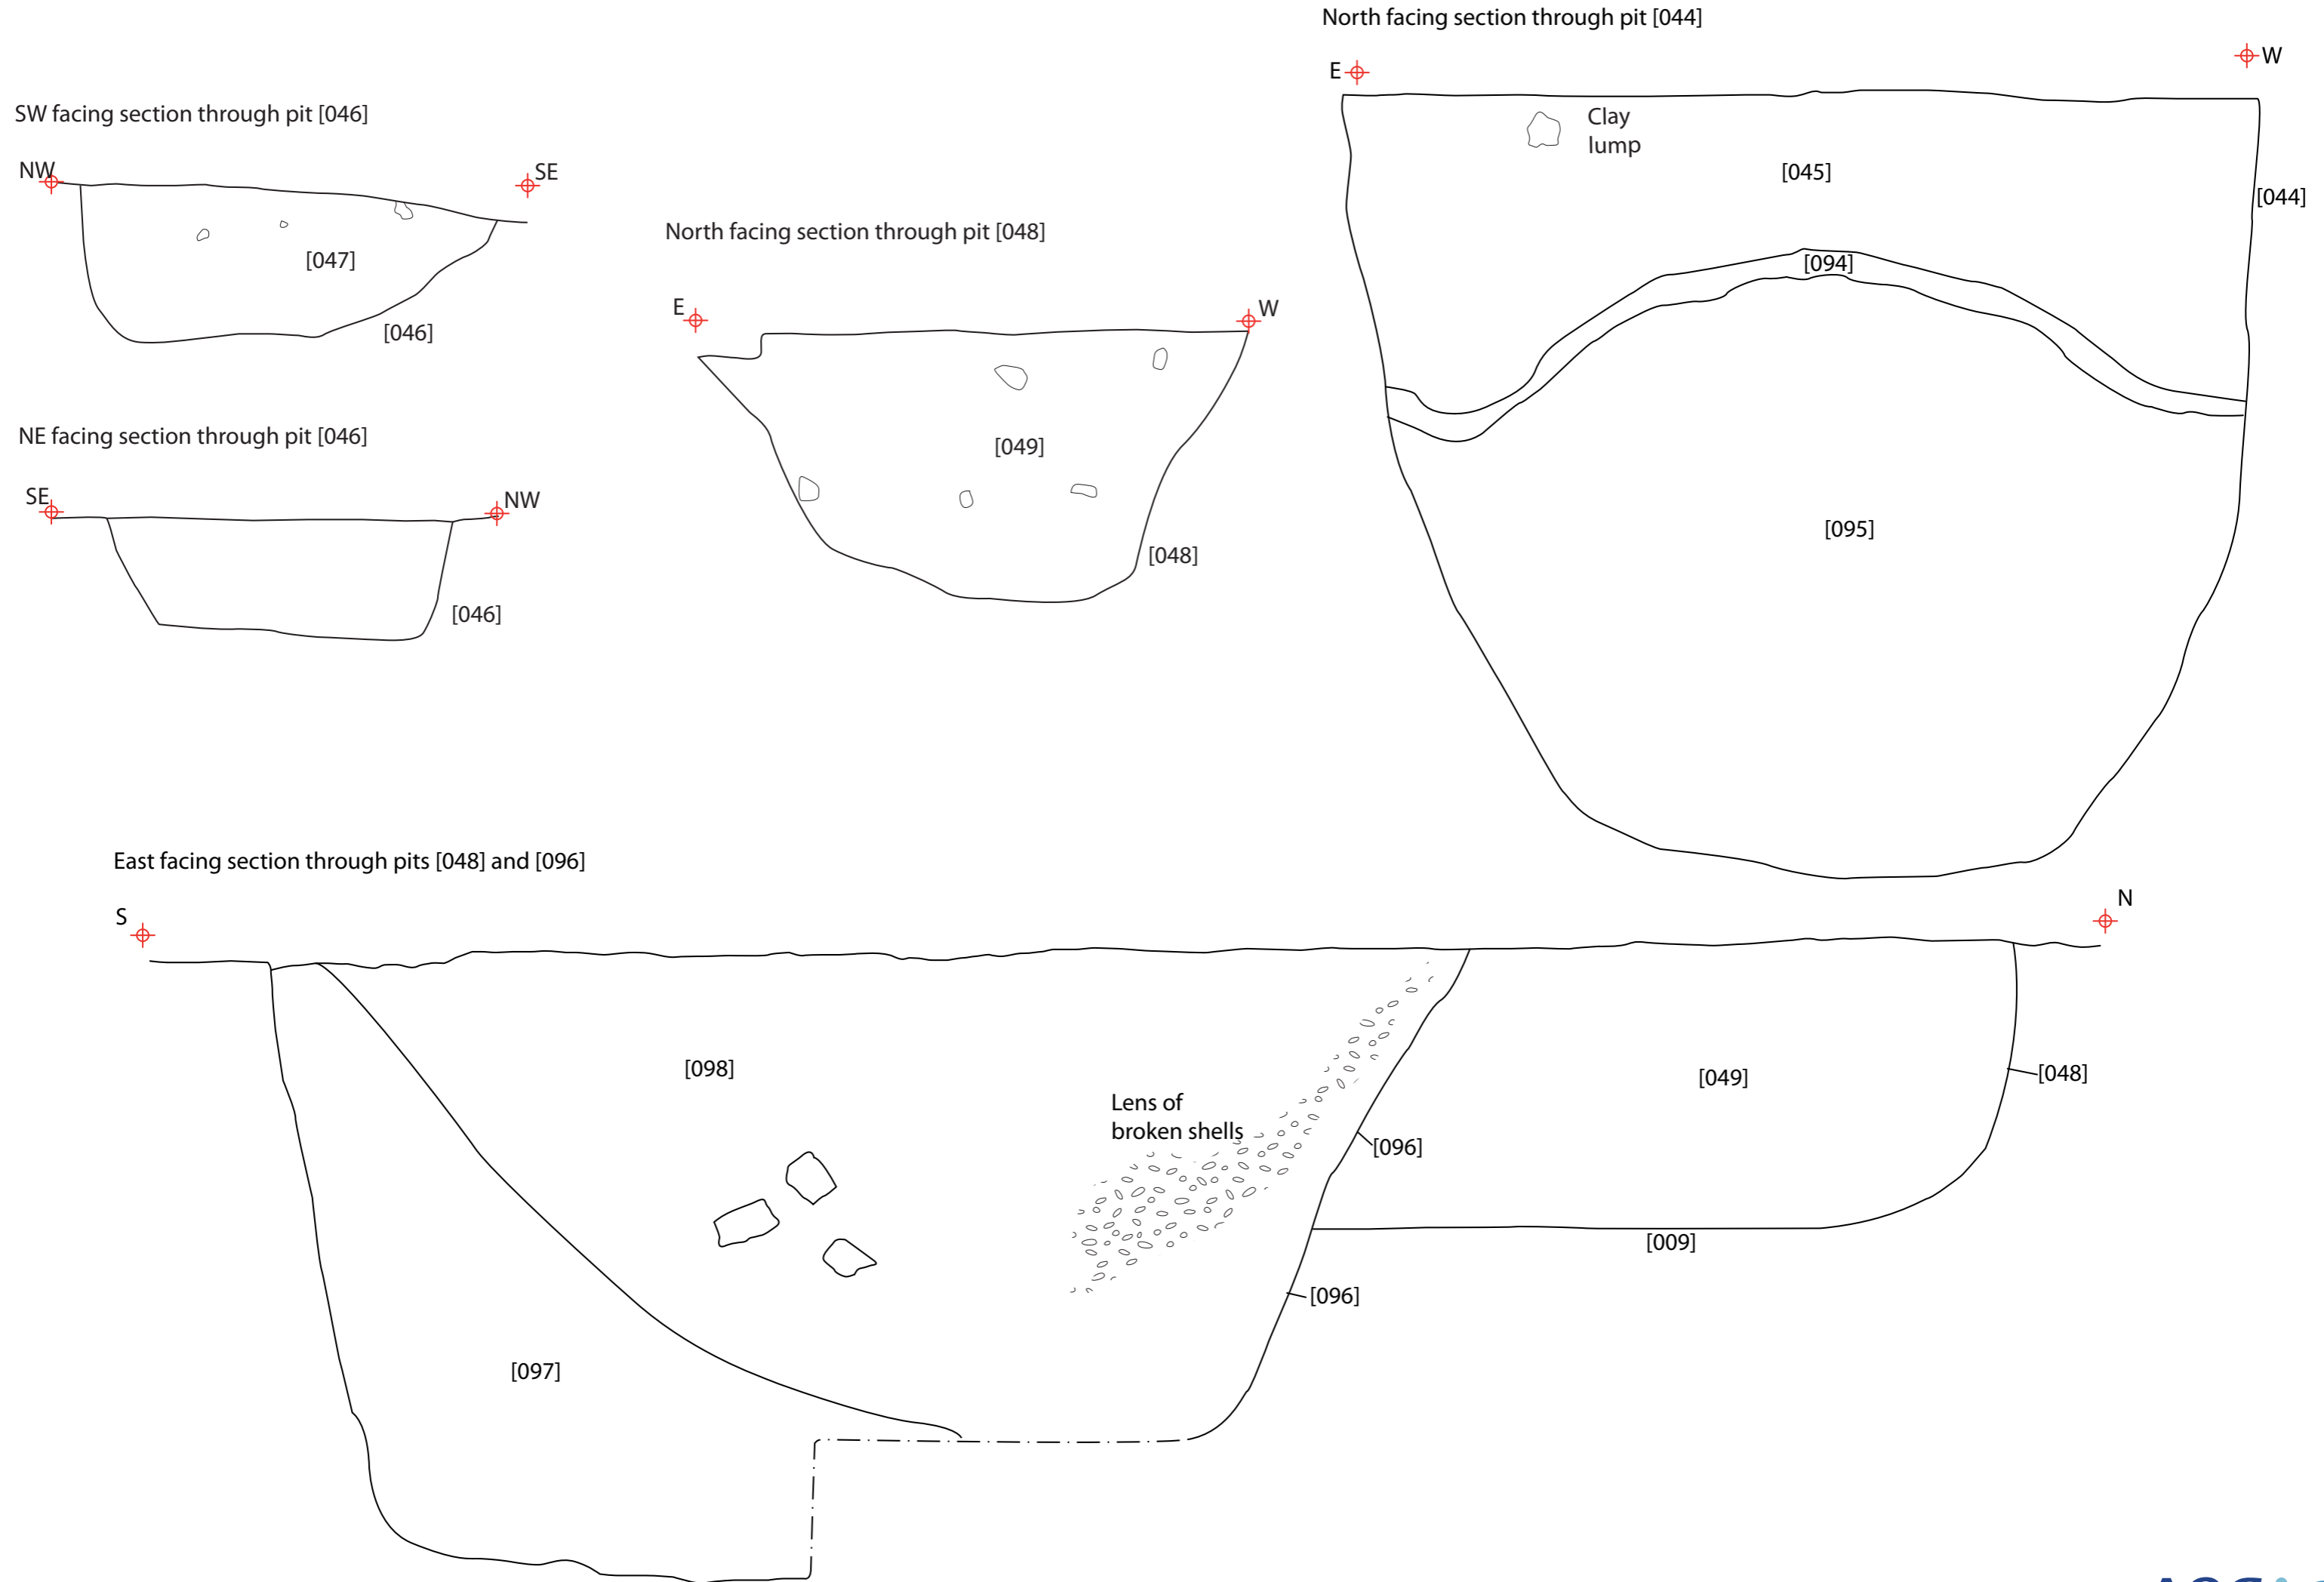 North facing section through pit [044]
E
W
Clay
lump
[045]
[044]
[094]
[095]
SW facing section through pit [046]
NW
SE
[047]
[046]
North facing section through pit [048]
E
W
[049]
[048]
NE facing section through pit [046]
SE
NW
[046]
East facing section through pits [048] and [096]
S
N
[098]
Lens of
broken shells
[049]
[048]
[096]
[009]
[096]
[097]